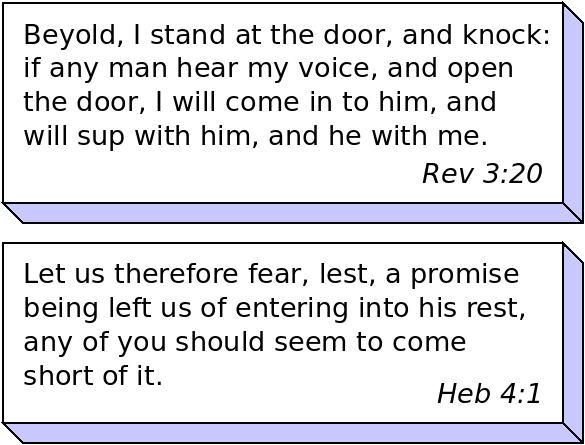 Beyold, I stand at the door, and knock:
if any man hear my voice, and open
the door, I will come in to him, and
will sup with him, and he with me.
Rev 3:20
Let us therefore fear, lest, a promise
being left us of entering into his rest,
any of you should seem to come
short of it.
Heb 4:1